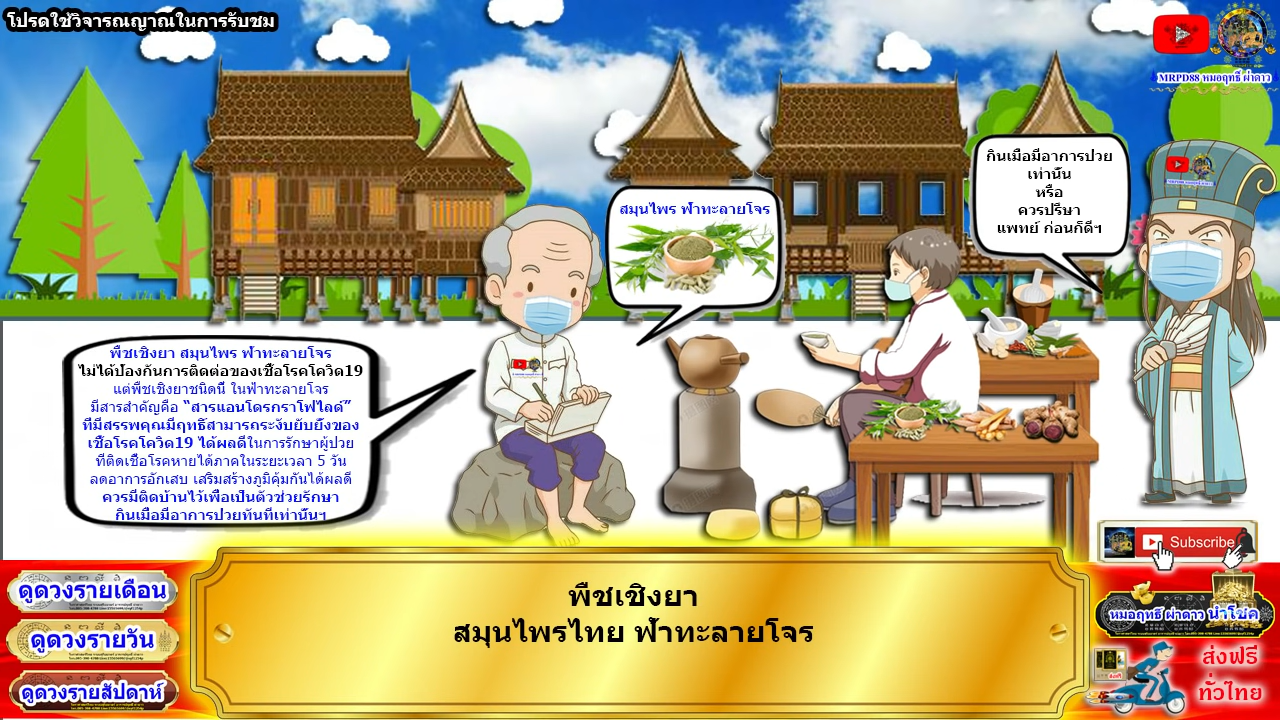 โปรดใช้วิจารณญาณในการรับชม
MRPD88 หมอฤทธิ์ ผ่าดาว
กินเมื่อมีอาการป่วย
เท่านั้น
หรือ
ควรปรึษา
แพทย์ ก่อนก็ดีฯ
สมุนไพร ฟ้าทะลายโจร
พืชเชิงยา สมุนไพร ฟ้าทะลายโจร
ไม่ได้ป้องกันการติดต่อของเชื้อโรคโควิด19
แต่พืชเชิงยาชนิดนี้ ในฟ้าทะลายโจร
มีสารสำคัญคือ “สารแอนโดรกราโฟไลด์”
ที่มีสรรพคุณมีฤทธิ์สามารถระงับยับยั้งของ
เชื้อโรคโควิด19 ได้ผลดีในการรักษาผู้ป่วย
ที่ติดเชื้อโรคหายได้ภาคในระยะเวลา 5 วัน
ลดอาการอักเสบ เสริมสร้างภูมิคุ้มกันได้ผลดี
ควรมีติดบ้านไว้เพื่อเป็นตัวช่วยรักษา
กินเมื่อมีอาการป่วยทันทีเท่านั้นฯ
Subscribe
พืชเชิงยา
สมุนไพรไทย ฟ้าทะลายโจร
ดูดวงรายเดือน
ดูดวงรายวัน
ดูดวงรายสัปดาห์
หมอฤทธิ์ ผ่าดาว นำโชค
ส่งฟรี
ส่งฟรี
ทั่วไทย